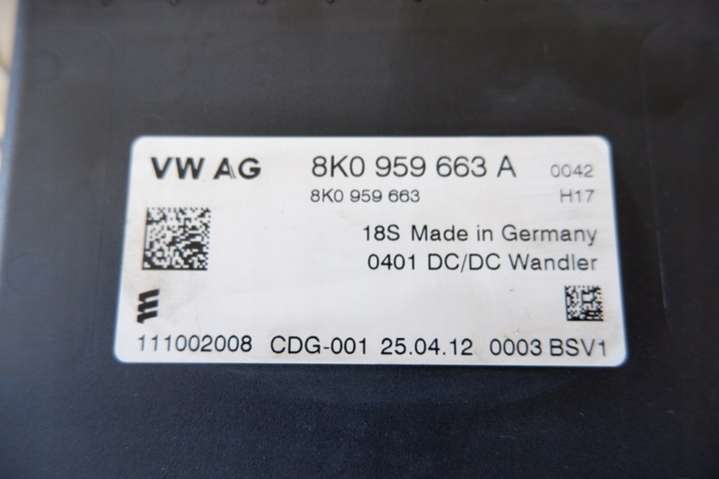 VW AG 8K0 959 663 A 0042
8K0 959 663 H17
18S Made in Germany
0401 DC/DC Wandler
111002008 CDG-001 25.04.12 0003 BSV1